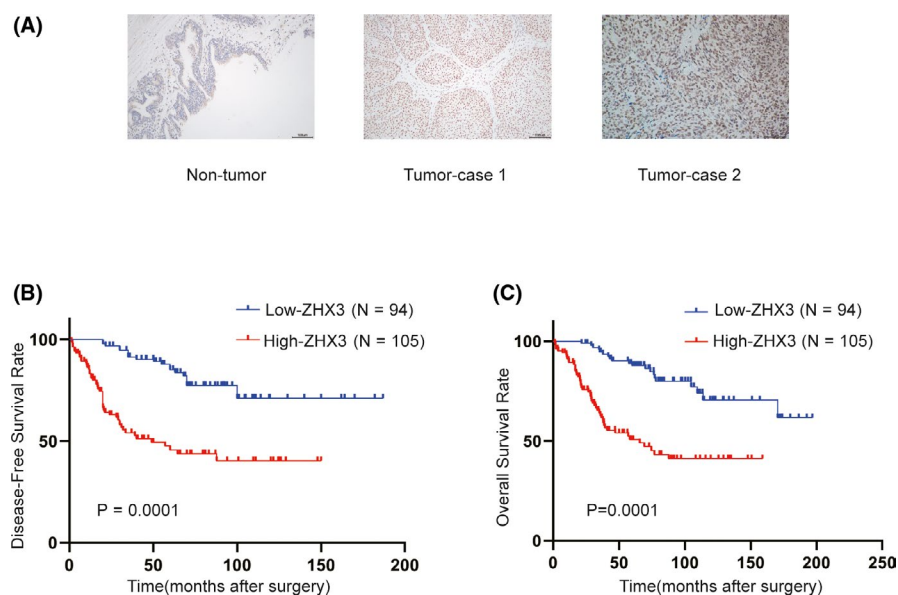 (A)
Non-tumor
Tumor-case 1
Tumor-case 2
(B)
Low-ZHX3 (N = 94)
High-ZHX3 (N = 105)
100
50
0
Disease-Free Survival Rate
P = 0.0001
0 50 100 150 200
Time(months after surgery)
(C)
Low-ZHX3 (N = 94)
High-ZHX3 (N = 105)
100
50
0
Overall Survival Rate
P=0.0001
0 50 100 150 200 250
Time(months after surgery)